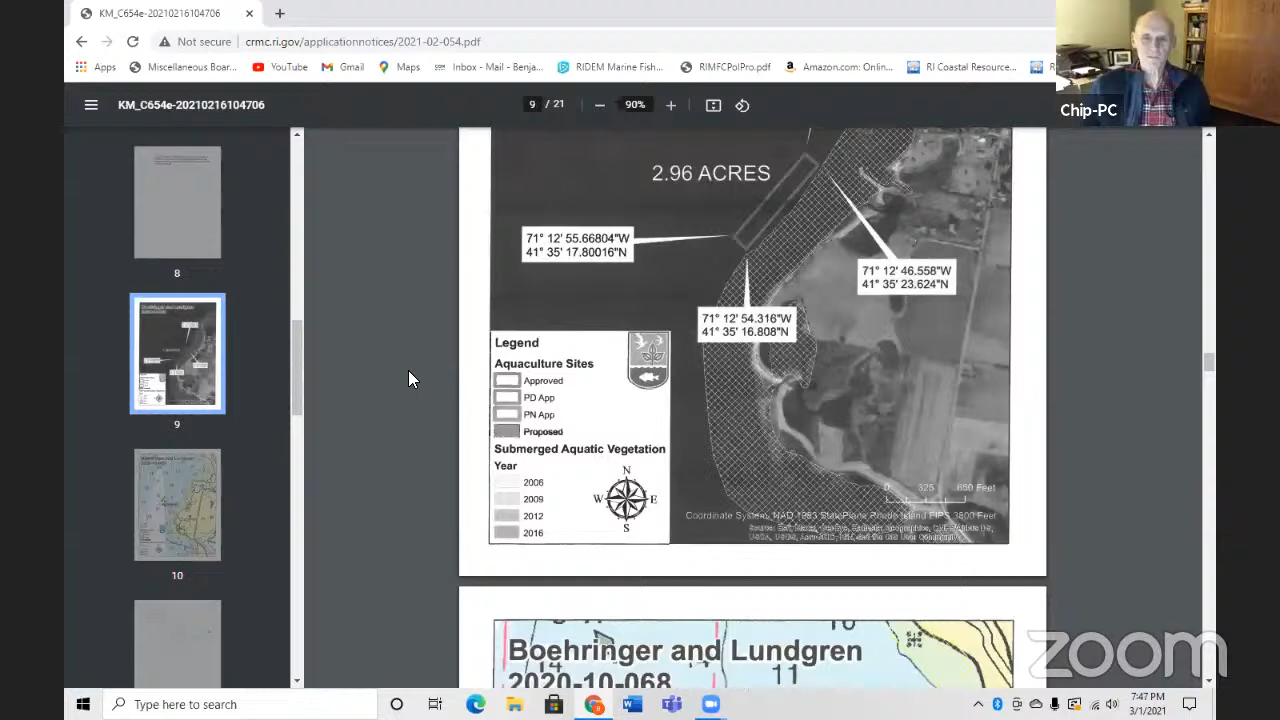 KM_C654e-20210216104706
Not secure
crmc.ri.gov/applicationnotices/2021-02-054.pdf
Apps
Miscellaneous Boar...
YouTube
Gmail
Maps
Inbox - Mail - Benja...
RIDEM Marine Fish...
RIMFCPolPro.pdf
Amazon.com: Onlin...
RI Coastal Resource...
Chip-PC
KM_C654e-20210216104706
9 / 21
90%
8
9
10
2.96 ACRES
71° 12' 55.66804"W
41° 35' 17.80016"N
71° 12' 46.558"W
41° 35' 23.624"N
71° 12' 54.316"W
41° 35' 16.808"N
Legend
Aquaculture Sites
Approved
PD App
PN App
Proposed
Submerged Aquatic Vegetation
Year
2006
2009
2012
2016
N
W
E
S
0 325 650 Feet
Coordinate System: NAD 1983 StatePlane Rhode Island FIPS 3800 Feet
Boehringer and Lundgren
2020-10-068
14
11
zoom
Type here to search
7:47 PM
3/1/2021